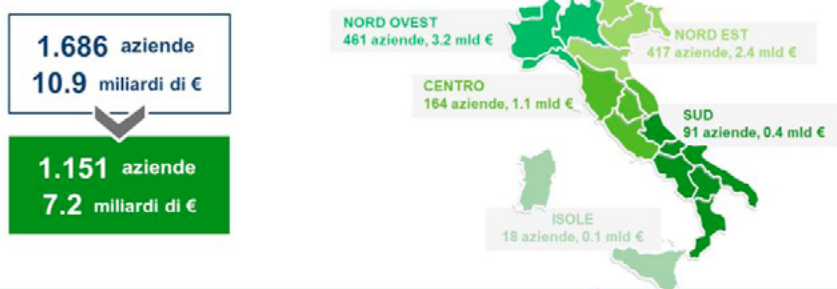 1.686 aziende
10.9 miliardi di €
1.151 aziende
7.2 miliardi di €
NORD OVEST
461 aziende, 3.2 mld €
NORD EST
417 aziende, 2.4 mld €
CENTRO
164 aziende, 1.1 mld €
SUD
91 aziende, 0.4 mld €
ISOLE
18 aziende, 0.1 mld €